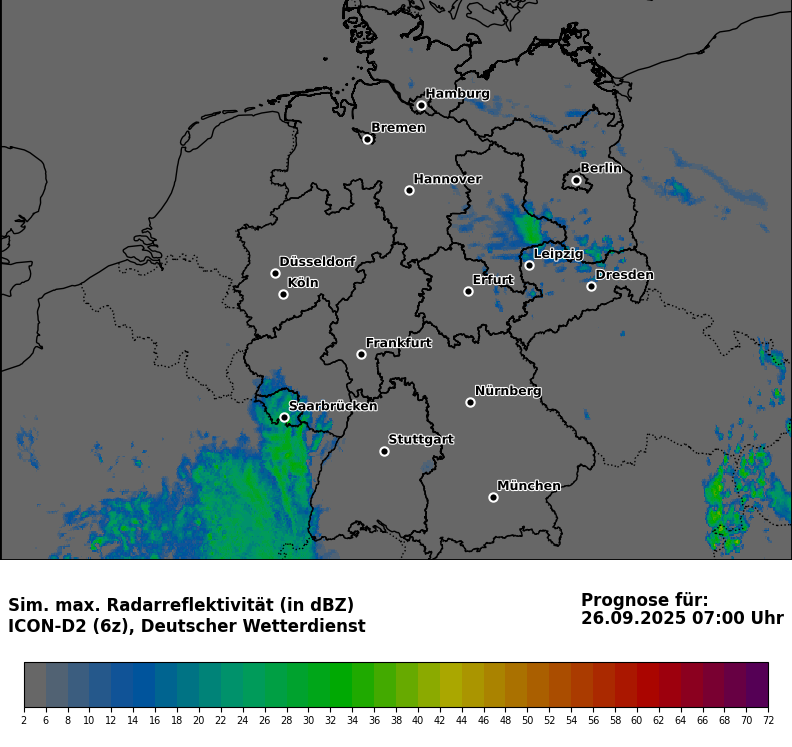 Hamburg
Bremen
Berlin
Hannover
Leipzig
Düsseldorf
Dresden
Köln
Erfurt
Frankfurt
Nürnberg
Saarbrücken
Stuttgart
München
Sim. max. Radarreflektivität (in dBZ)
ICON-D2 (6z), Deutscher Wetterdienst
Prognose für:
26.09.2025 07:00 Uhr
2 6 8 10 12 14 16 18 20 22 24 26 28 30 32 34 36 38 40 42 44 46 48 50 52 54 56 58 60 62 64 66 68 70 72